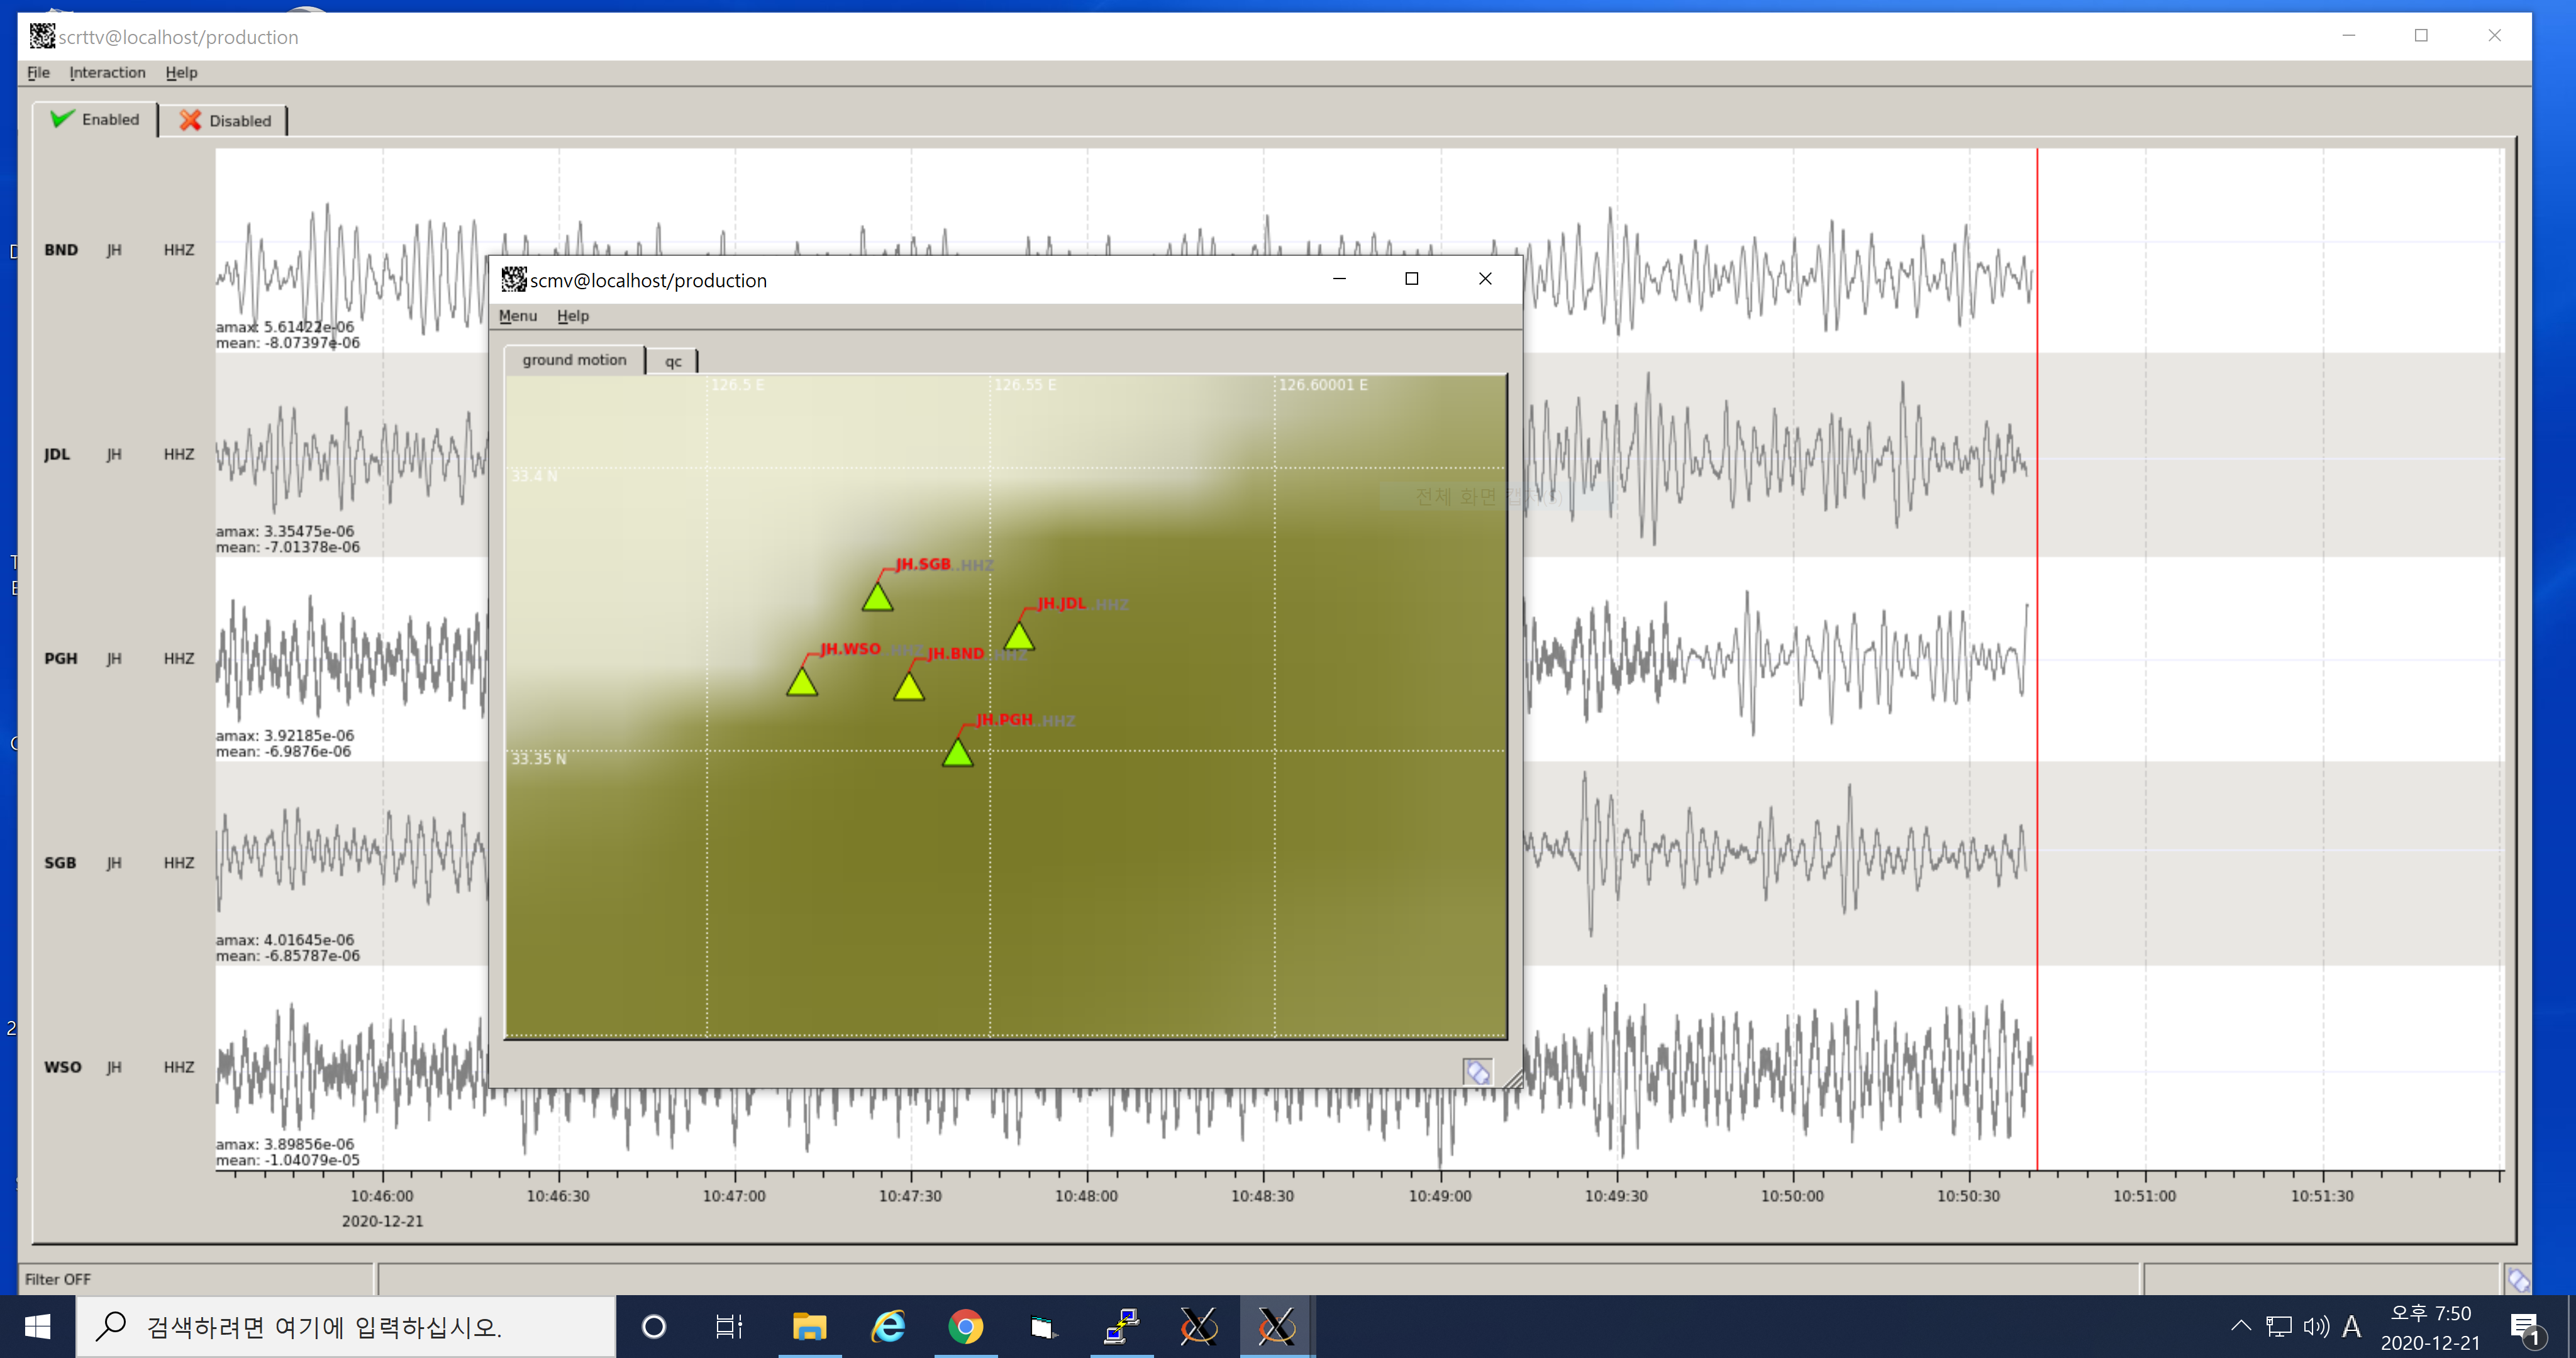 scrttv@localhost/production
File Interaction Help
Enabled Disabled
BND JH HHZ
amax: 5.61422e-06
mean: -8.07397e-06
JDL JH HHZ
amax: 3.35475e-06
mean: -7.01378e-06
PGH JH HHZ
amax: 3.92185e-06
mean: -6.9876e-06
SGB JH HHZ
amax: 4.01645e-06
mean: -6.85787e-06
WSO JH HHZ
amax: 3.89856e-06
mean: -1.04079e-05
scmv@localhost/production
Menu Help
ground motion qc
126.5 E 126.55 E 126.60001 E
33.4 N
전체 화면
JH.SGB..HHZ
JH.JDL..HHZ
JH.WSO..HHZ
JH.BND..HHZ
JH.PGH..HHZ
33.35 N
10:46:00 10:46:30 10:47:00 10:47:30 10:48:00 10:48:30 10:49:00 10:49:30 10:50:00 10:50:30 10:51:00 10:51:30
2020-12-21
Filter OFF
검색하려면 여기에 입력하십시오.
A
오후 7:50
2020-12-21
1